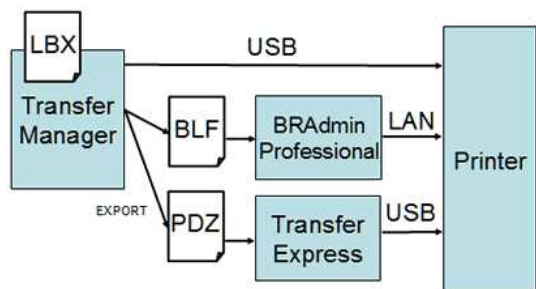 LBX
USB
Transfer
Manager
BLF
BRAdmin
Professional
LAN
Printer
EXPORT
PDZ
Transfer
Express
USB